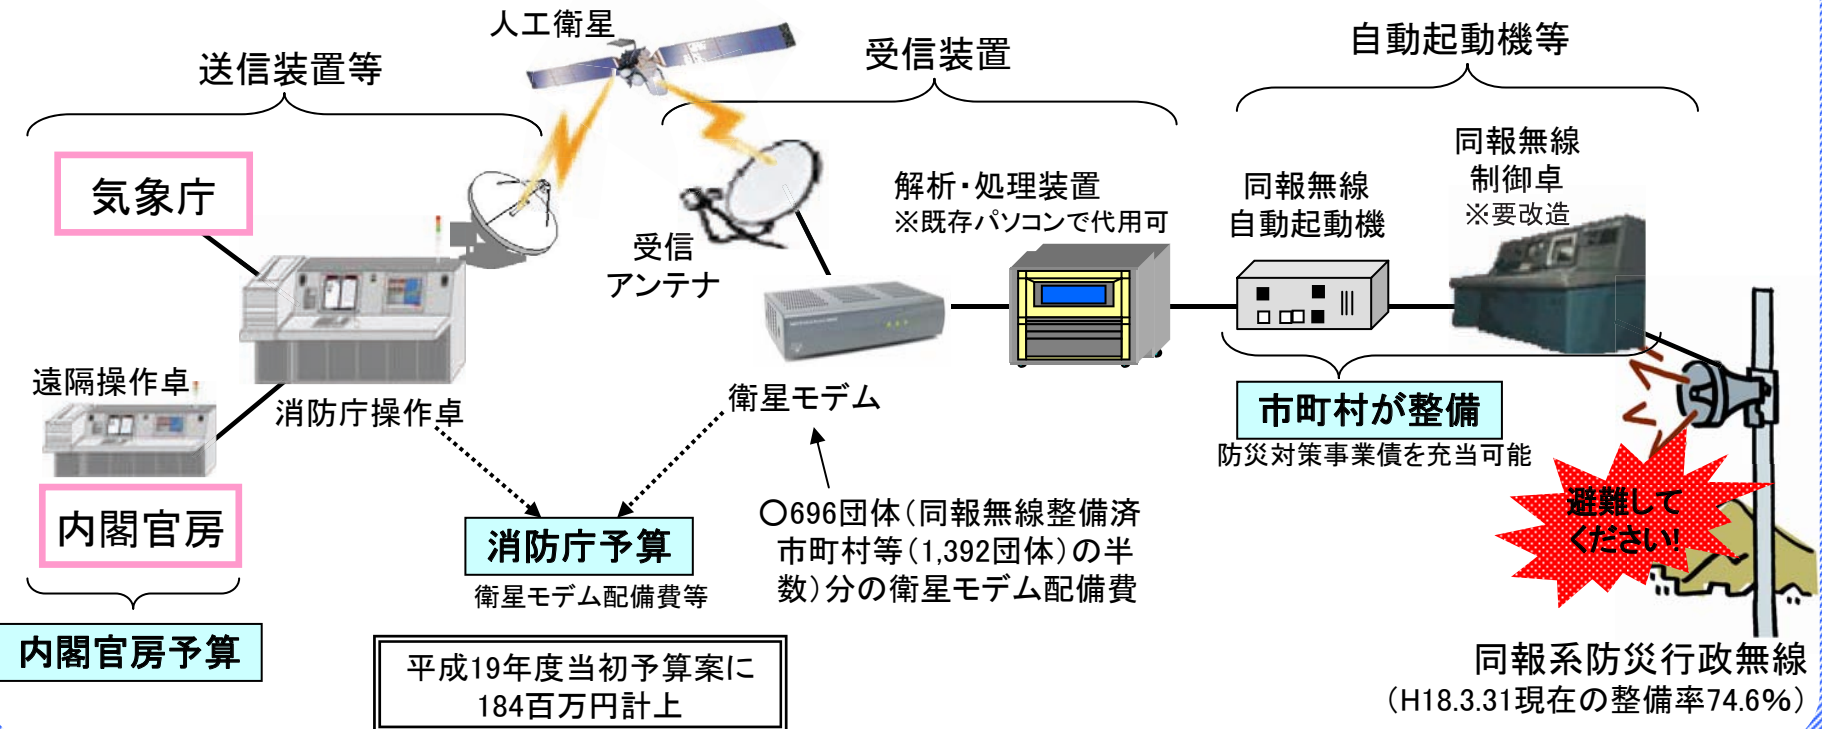 人工衛星
送信装置等
受信装置
自動起動機等
気象庁
受信
アンテナ
解析・処理装置
※既存パソコンで代用可
同報無線
自動起動機
同報無線
制御卓
※要改造
遠隔操作卓
消防庁操作卓
衛星モデム
市町村が整備
防災対策事業債を充当可能
内閣官房
消防庁予算
衛星モデム配備費等
○696団体(同報無線整備済
市町村等(1,392団体)の半
数)分の衛星モデム配備費
避難して
ください!
内閣官房予算
平成19年度当初予算案に
184百万円計上
同報系防災行政無線
(H18.3.31現在の整備率74.6%)